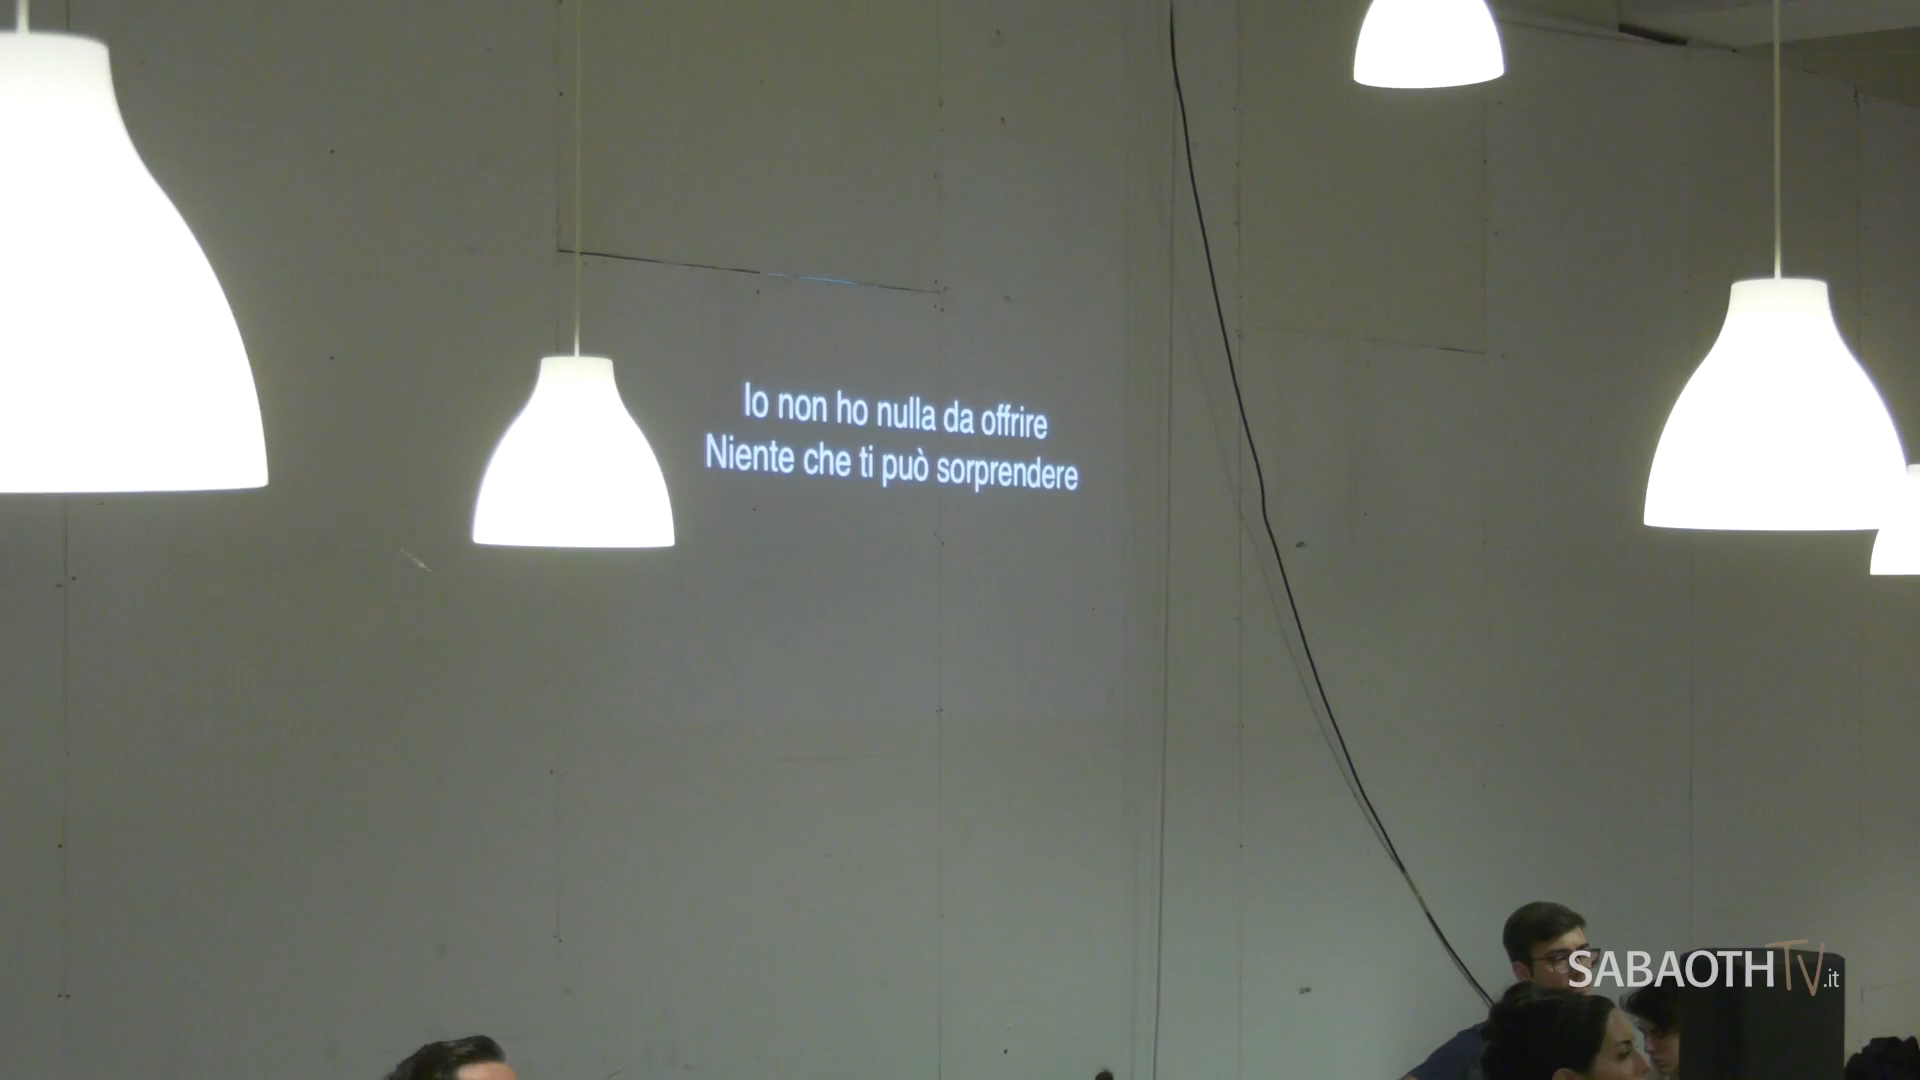 Io non ho nulla da offrire
Niente che ti può sorprendere
SABAOTHTV.it